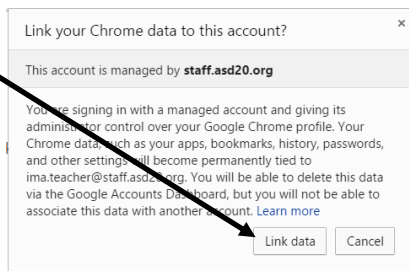 Link your Chrome data to this account?
×
This account is managed by staff.asd20.org
You are signing in with a managed account and giving its
administrator control over your Google Chrome profile. Your
Chrome data, such as your apps, bookmarks, history, passwords,
and other settings will become permanently tied to
ima.teacher@staff.asd20.org. You will be able to delete this data
via the Google Accounts Dashboard, but you will not be able to
associate this data with another account. Learn more
Link data Cancel